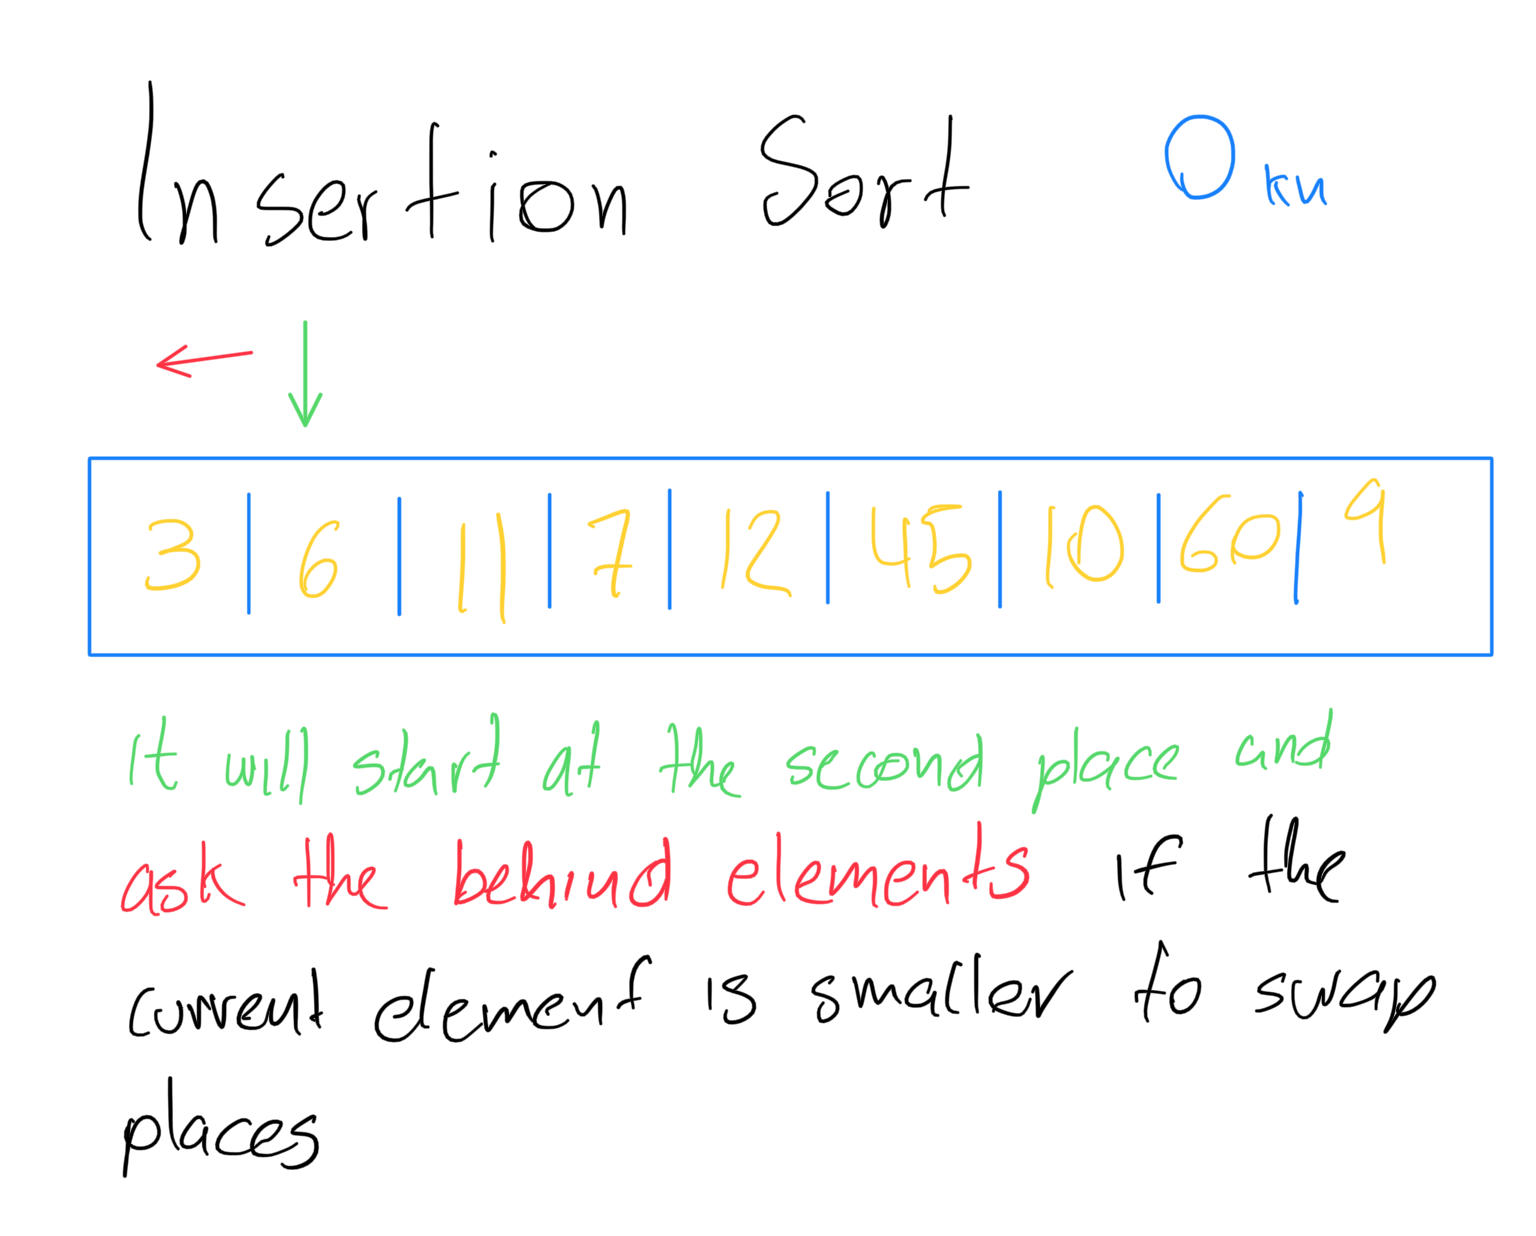 Insertion Sort O kn
3 | 6 | 11 | 7 | 12 | 45 | 10 | 60 | 9
it will start at the second place and
ask the behind elements if the
current element is smaller to swap
places